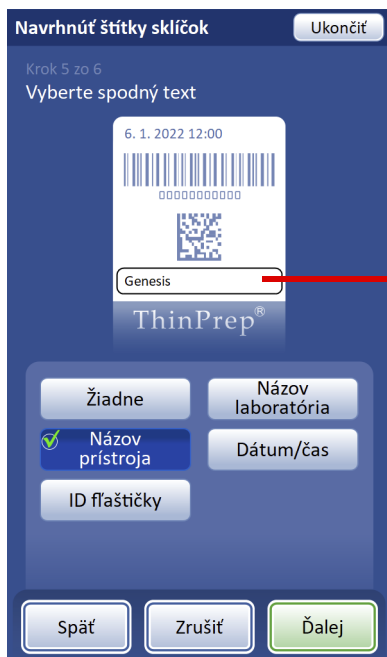 Navrhnúť štítky sklíčok
Ukončiť
Krok 5 zo 6
Vyberte spodný text
6. 1. 2022 12:00
00000000000
Genesis
ThinPrep®
Žiadne
Názov
laboratória
Názov
prístroja
Dátum/čas
ID fľaštičky
Späť
Zrušiť
Ďalej